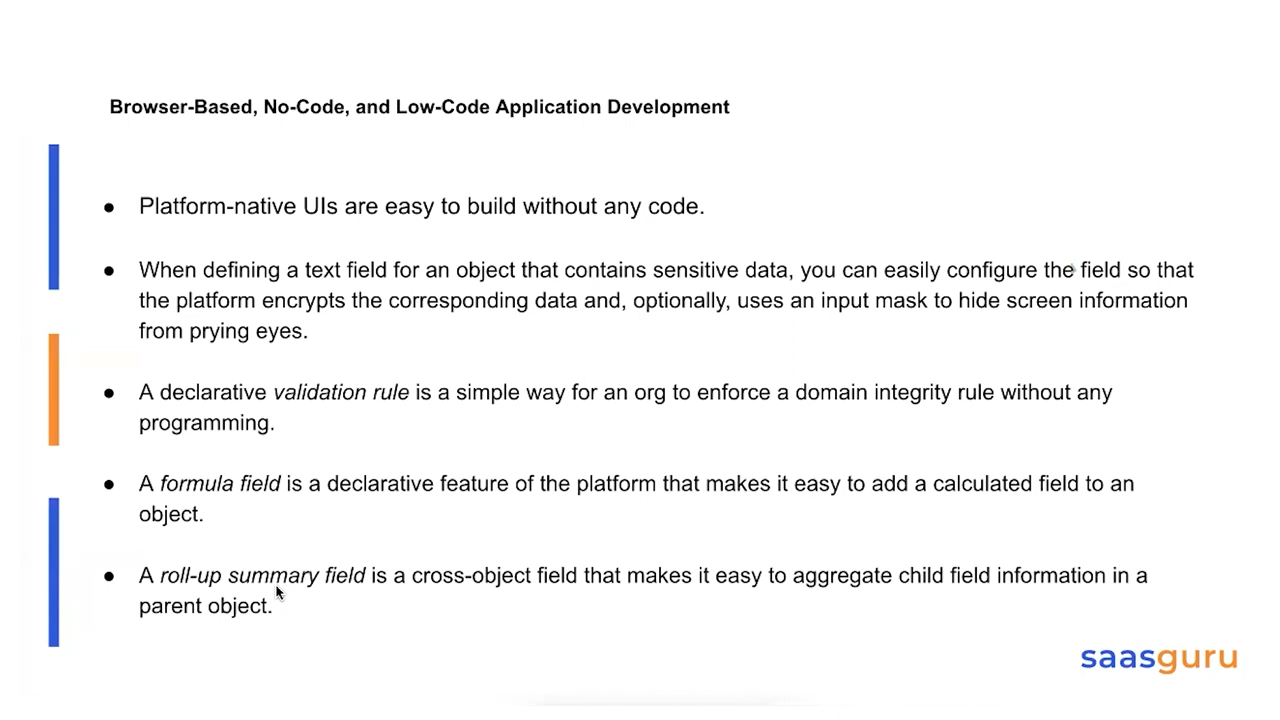 Browser-Based, No-Code, and Low-Code Application Development
● Platform-native UIs are easy to build without any code.
● When defining a text field for an object that contains sensitive data, you can easily configure the field so that
the platform encrypts the corresponding data and, optionally, uses an input mask to hide screen information
from prying eyes.
● A declarative validation rule is a simple way for an org to enforce a domain integrity rule without any
programming.
● A formula field is a declarative feature of the platform that makes it easy to add a calculated field to an
object.
● A roll-up summary field is a cross-object field that makes it easy to aggregate child field information in a
parent object.
saasguru